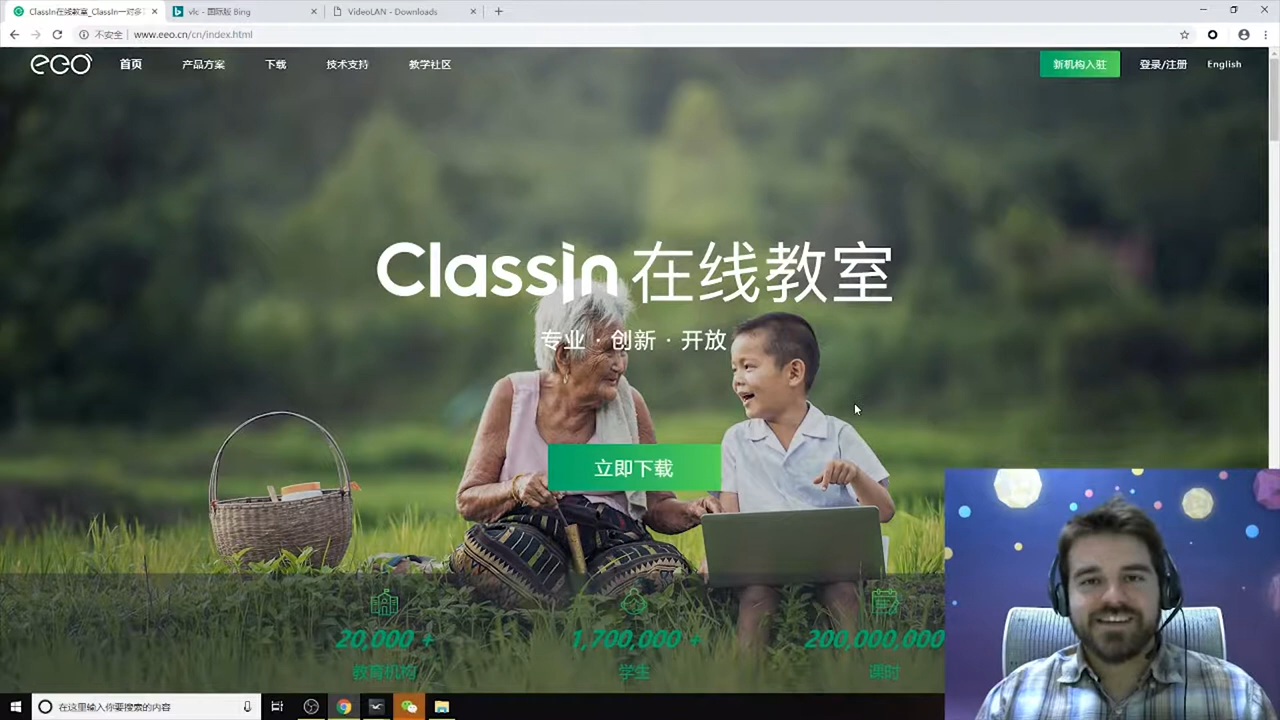 ClassIn在线教室_ClassIn一对多
vlc - 国际版 Bing
VideoLAN - Downloads
不安全
www.eeo.cn/cn/index.html
eeo
首页
产品方案
下载
技术支持
教学社区
新机构入驻
登录/注册
English
ClassIn 在线教室
专业 · 创新 · 开放
立即下载
20,000 +
1,700,000 +
200,000,000
教育机构
学生
课时
在这里输入你要搜索的内容